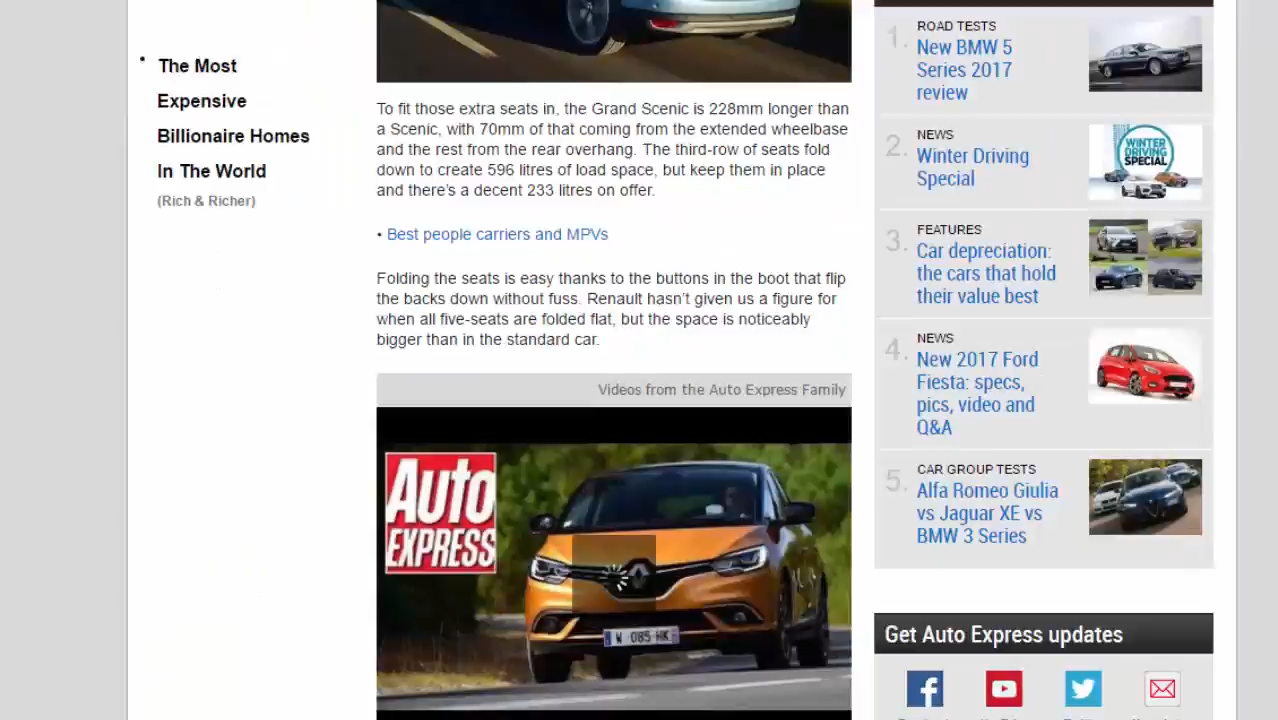 The Most
Expensive
Billionaire Homes
In The World
(Rich & Richer)
To fit those extra seats in, the Grand Scenic is 228mm longer than
a Scenic, with 70mm of that coming from the extended wheelbase
and the rest from the rear overhang. The third-row of seats fold
down to create 596 litres of load space, but keep them in place
and there's a decent 233 litres on offer.
• Best people carriers and MPVs
Folding the seats is easy thanks to the buttons in the boot that flip
the backs down without fuss. Renault hasn't given us a figure for
when all five-seats are folded flat, but the space is noticeably
bigger than in the standard car.
Videos from the Auto Express Family
Auto
EXPRESS
W 085 HK
1. ROAD TESTS
New BMW 5
Series 2017
review
2. NEWS
Winter Driving
Special
WINTER
DRIVING
SPECIAL
3. FEATURES
Car depreciation:
the cars that hold
their value best
4. NEWS
New 2017 Ford
Fiesta: specs,
pics, video and
Q&A
5. CAR GROUP TESTS
Alfa Romeo Giulia
vs Jaguar XE vs
BMW 3 Series
Get Auto Express updates